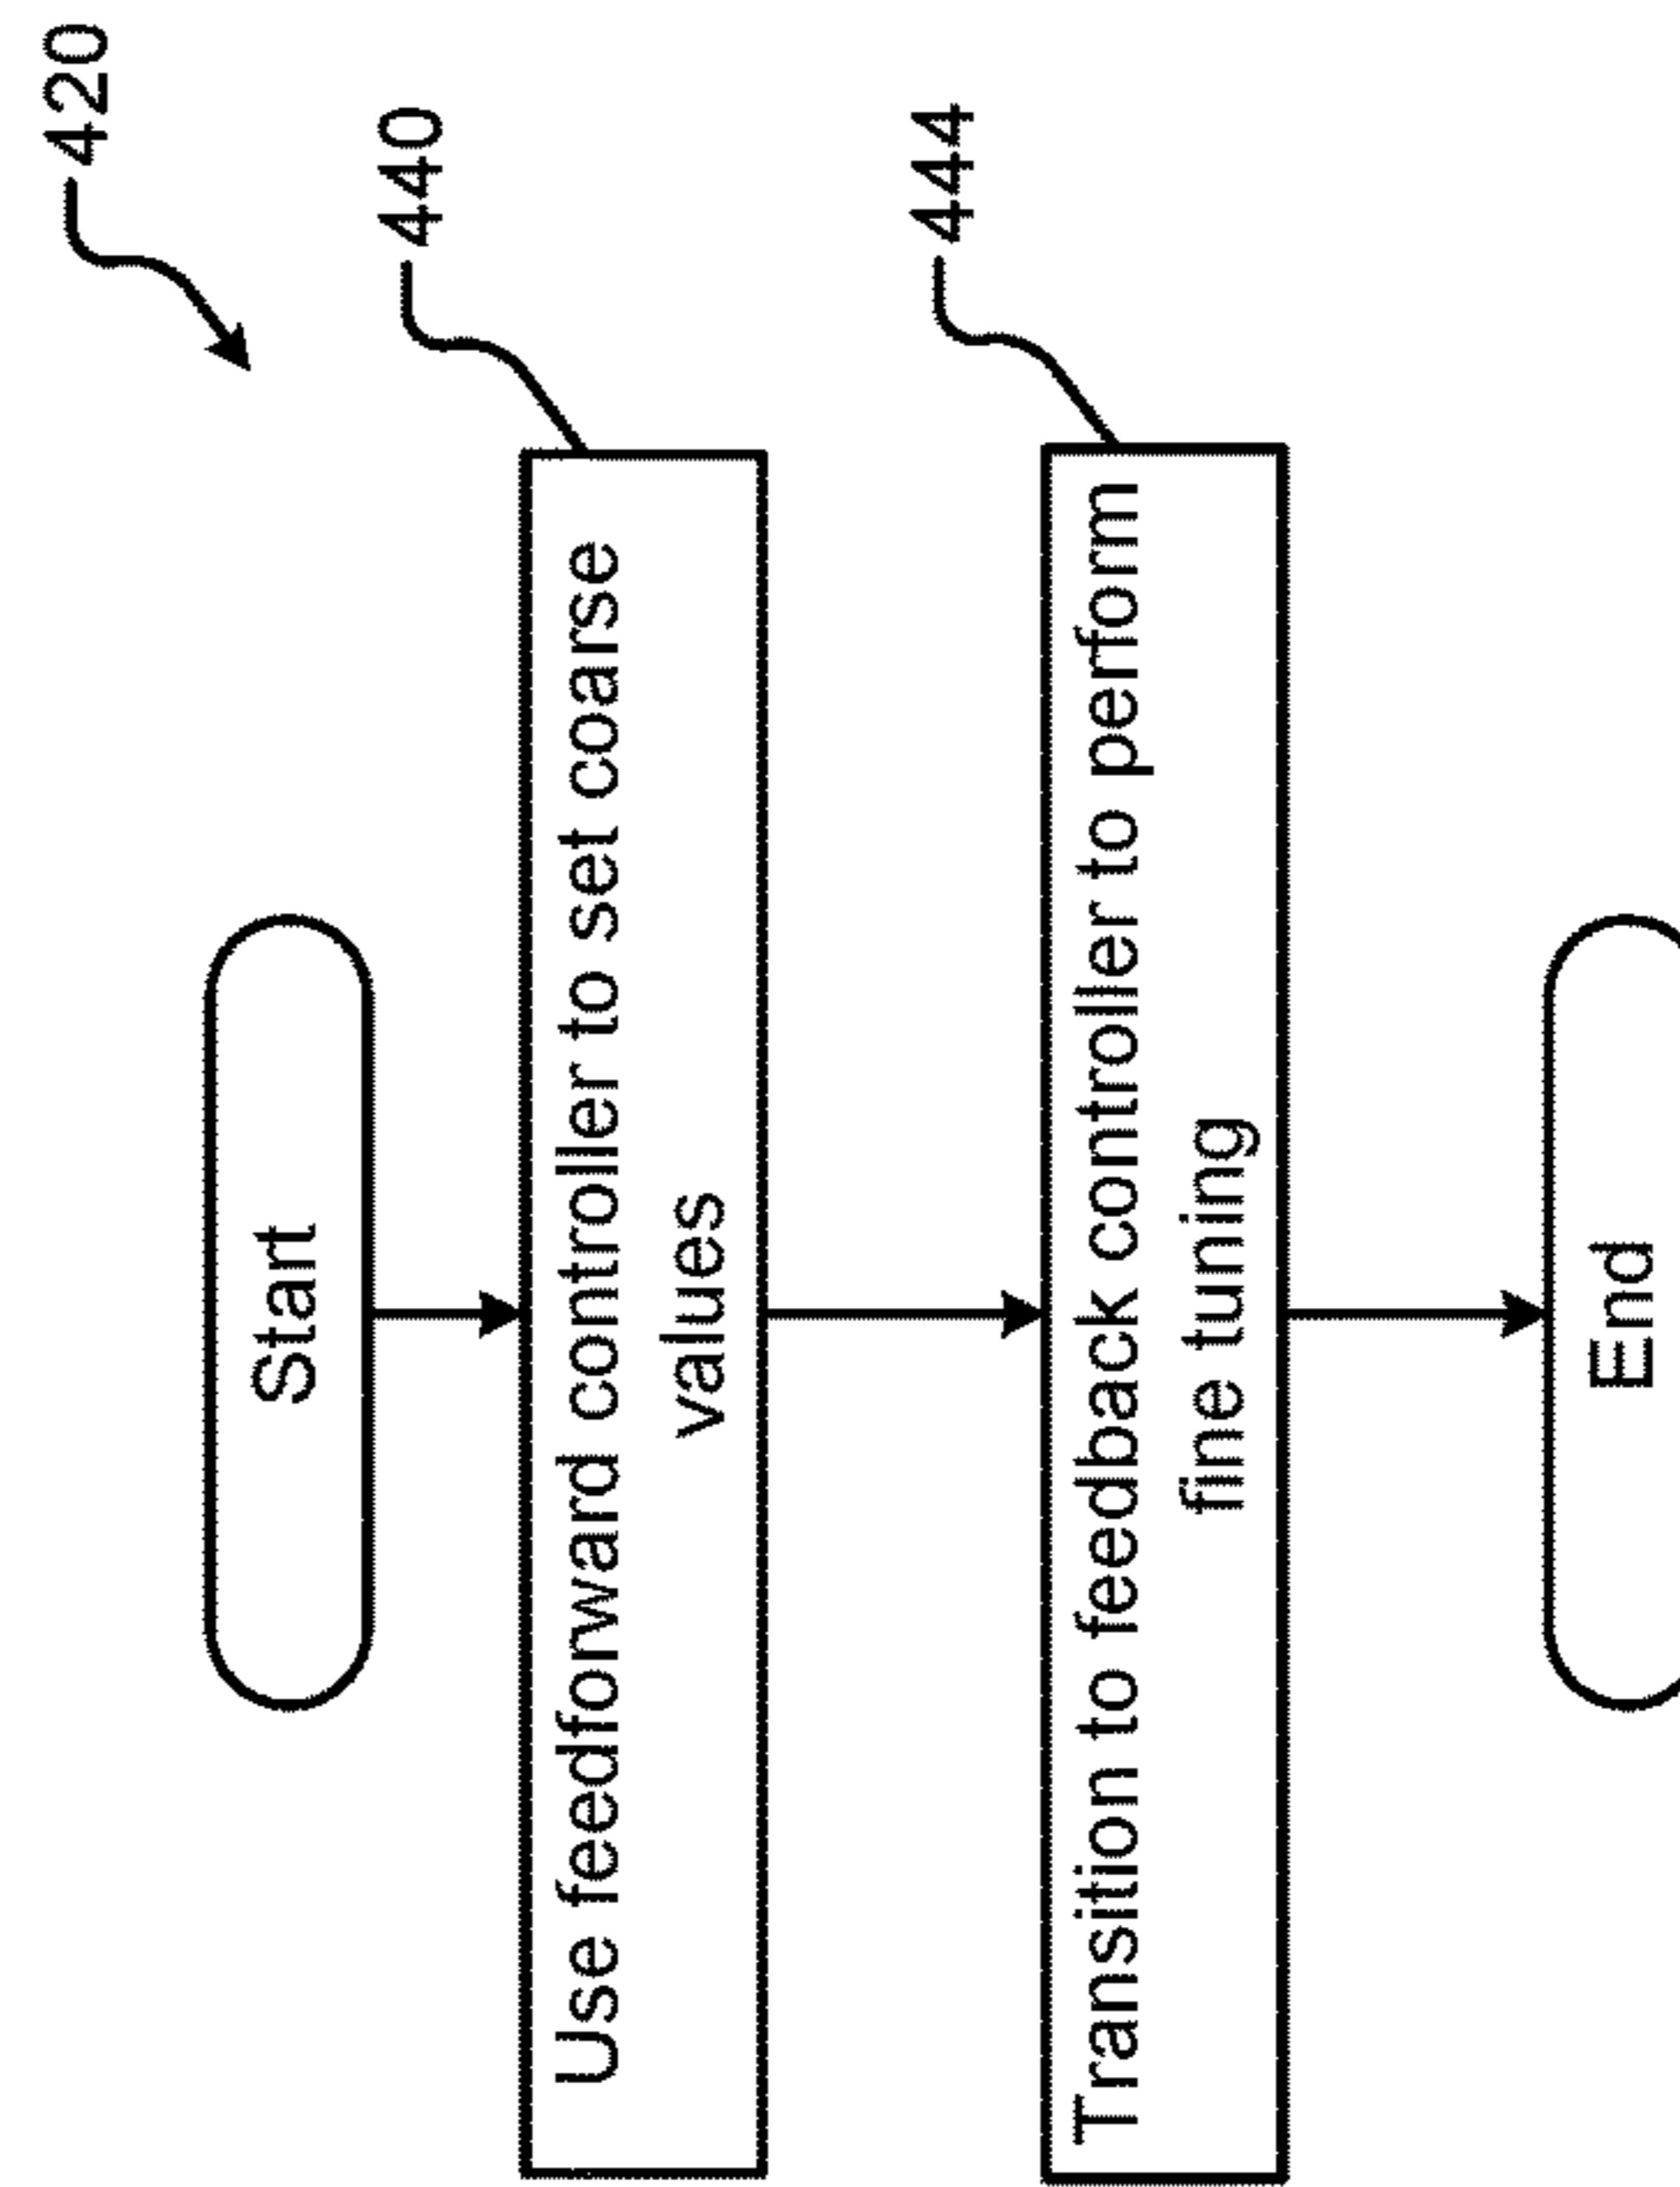 420
Start
440
Use feedforward controller to set coarse
values
444
Transition to feedback controller to perform
fine tuning
End